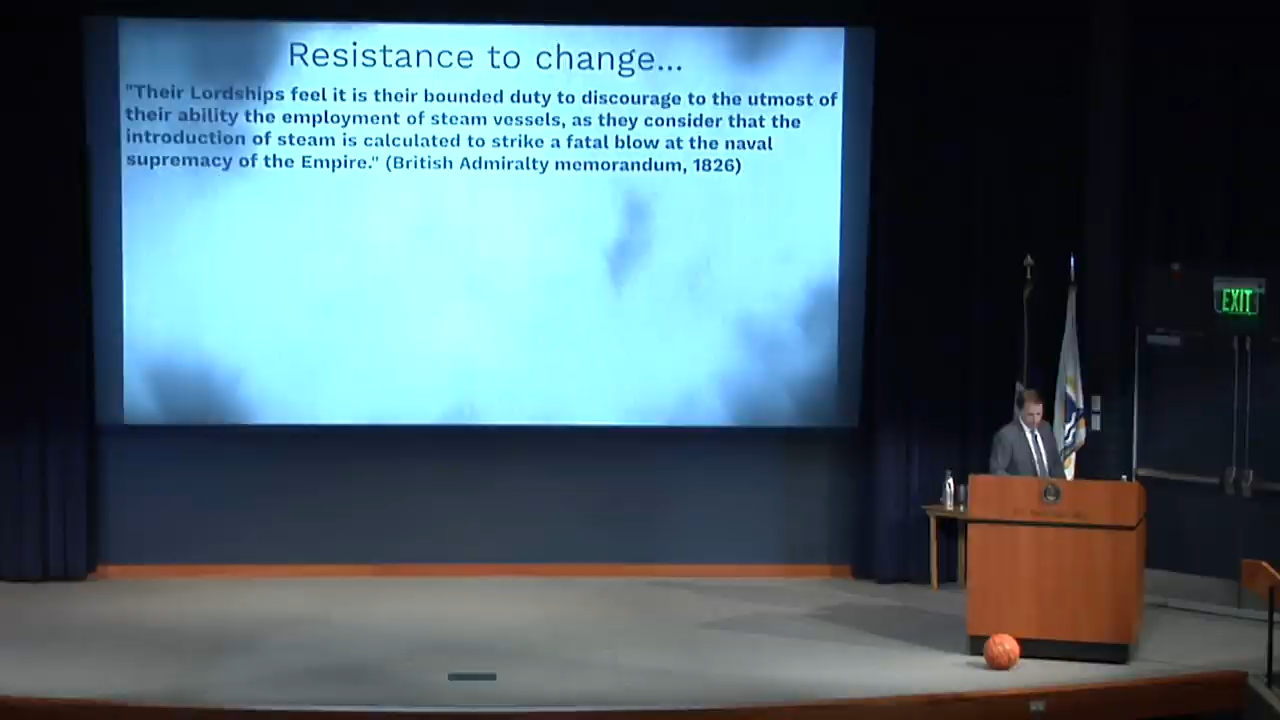 Resistance to change...
"Their Lordships feel it is their bounded duty to discourage to the utmost of
their ability the employment of steam vessels, as they consider that the
introduction of steam is calculated to strike a fatal blow at the naval
supremacy of the Empire." (British Admiralty memorandum, 1826)
EXIT